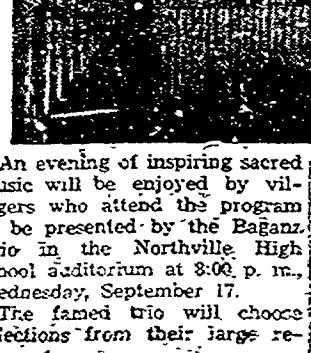 An evening of inspiring sacred
usic will be enjoyed by vil-
gers who attend the program
be presented by the Baganz
rio in the Northville High
hool auditorium at 8:00 p. m.,
ednesday, September 17.
The famed trio will choose
lections from their large re-